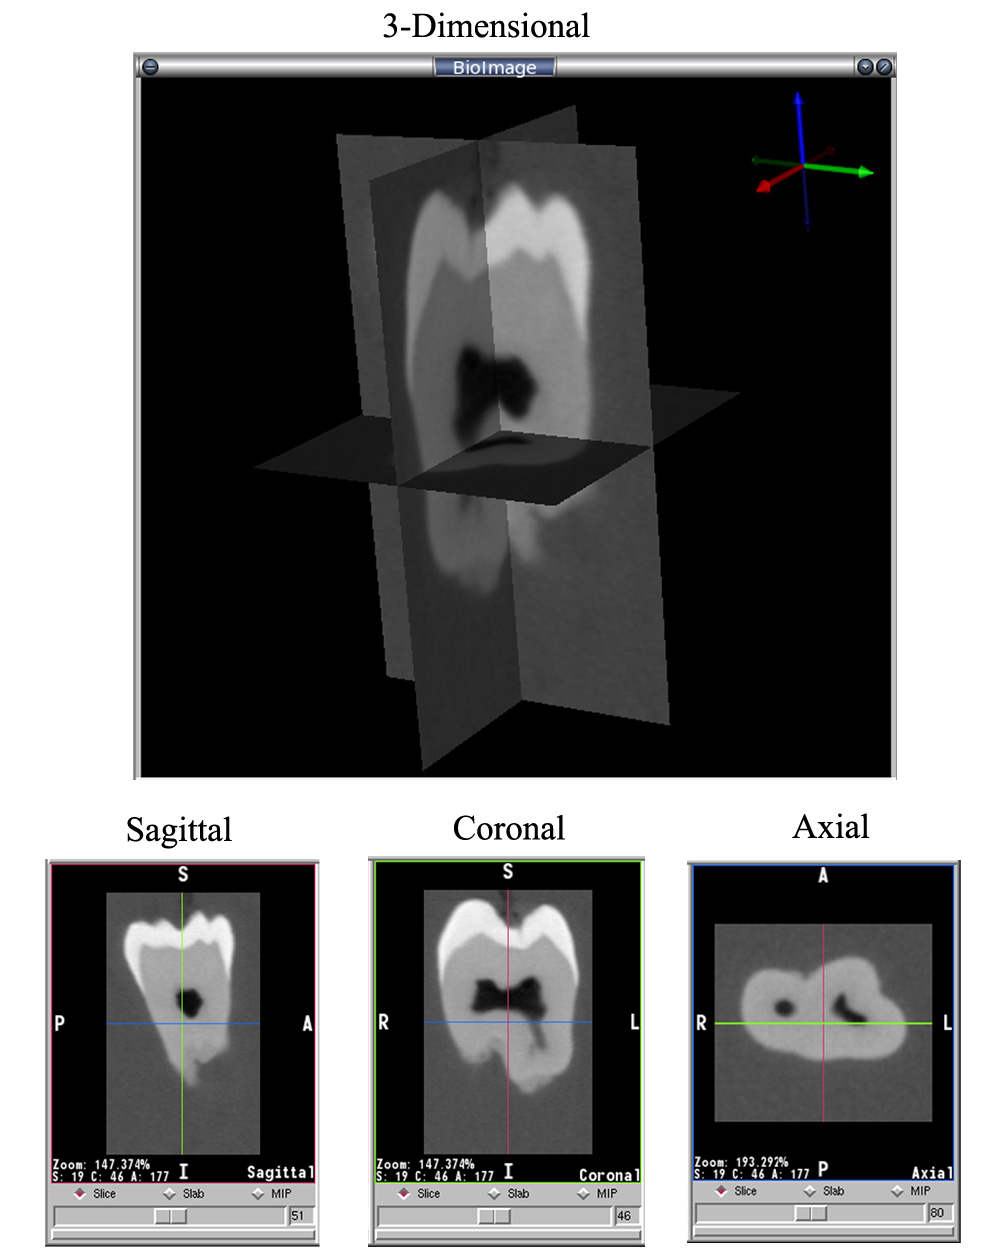 3-Dimensional
BioImage
Sagittal
Coronal
Axial
S
P
A
Zoom: 147.374%
S: 19 C: 46 A: 177
I
Sagittal
Slice
Slab
MIP
51
S
R
L
Zoom: 147.374%
S: 19 C: 46 A: 177
I
Coronal
Slice
Slab
MIP
46
A
R
L
Zoom: 193.292%
S: 19 C: 46 A: 177
P
Axial
Slice
Slab
MIP
80